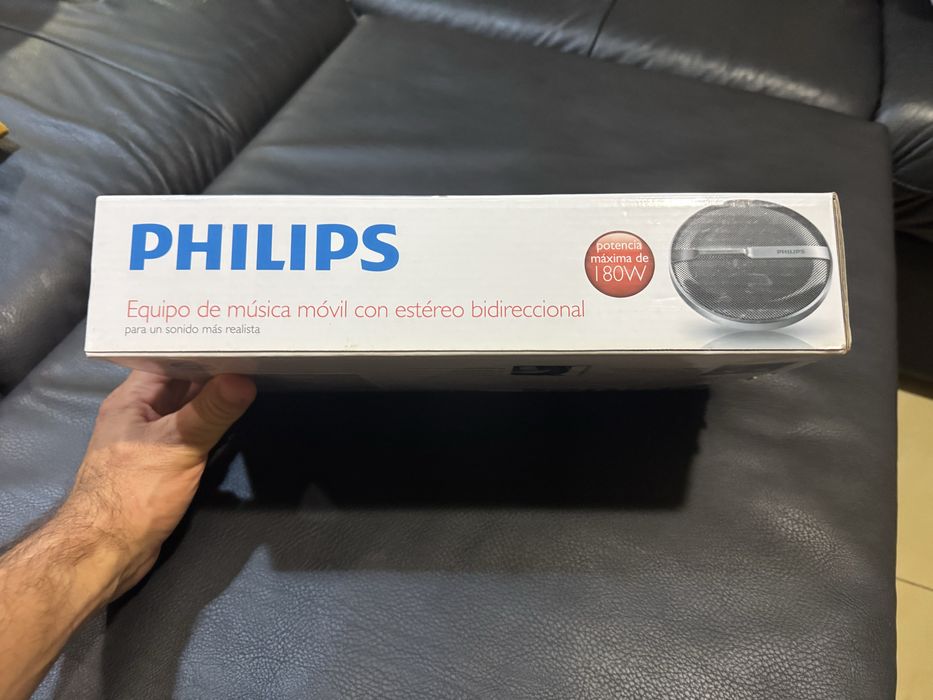 PHILIPS
Equipo de música móvil con estéreo bidireccional
para un sonido más realista
potencia
máxima de
180W
PHILIPS